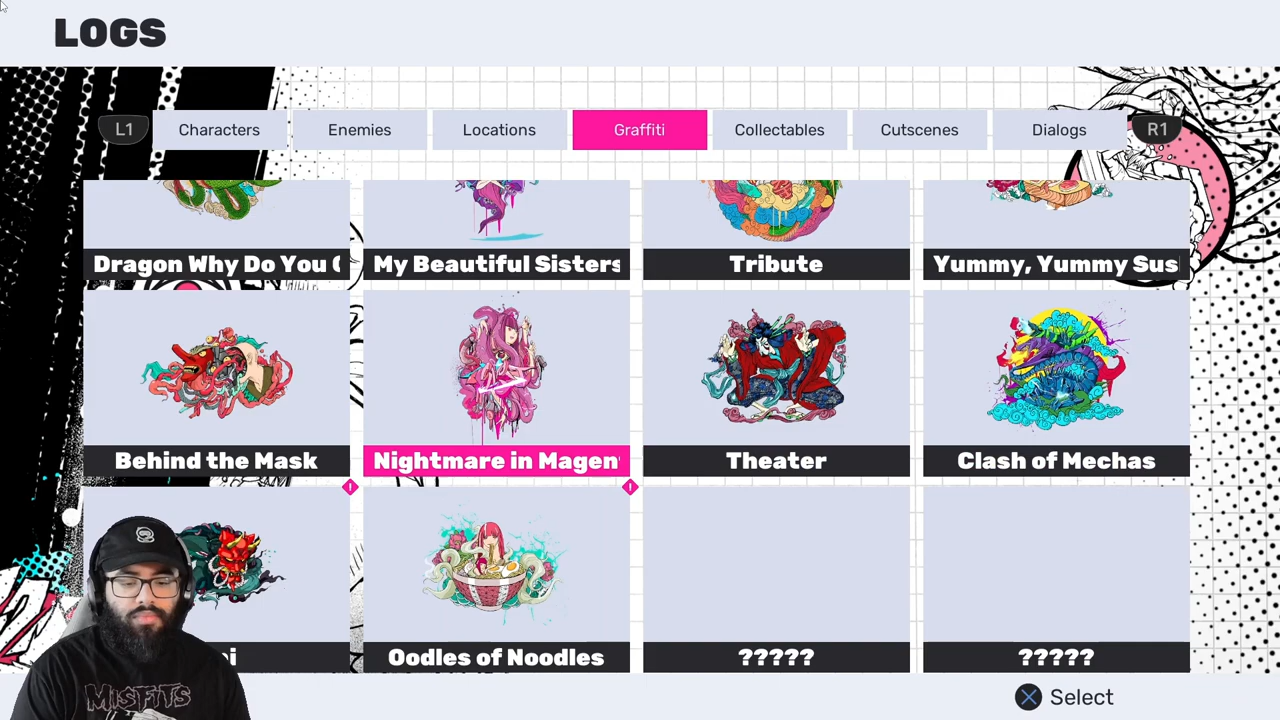 LOGS
L1
Characters
Enemies
Locations
Graffiti
Collectables
Cutscenes
Dialogs
R1
Dragon Why Do You
My Beautiful Sisters
Tribute
Yummy, Yummy Sus
Behind the Mask
Nightmare in Magen
Theater
Clash of Mechas
Oodles of Noodles
?????
?????
MISFITS
Select